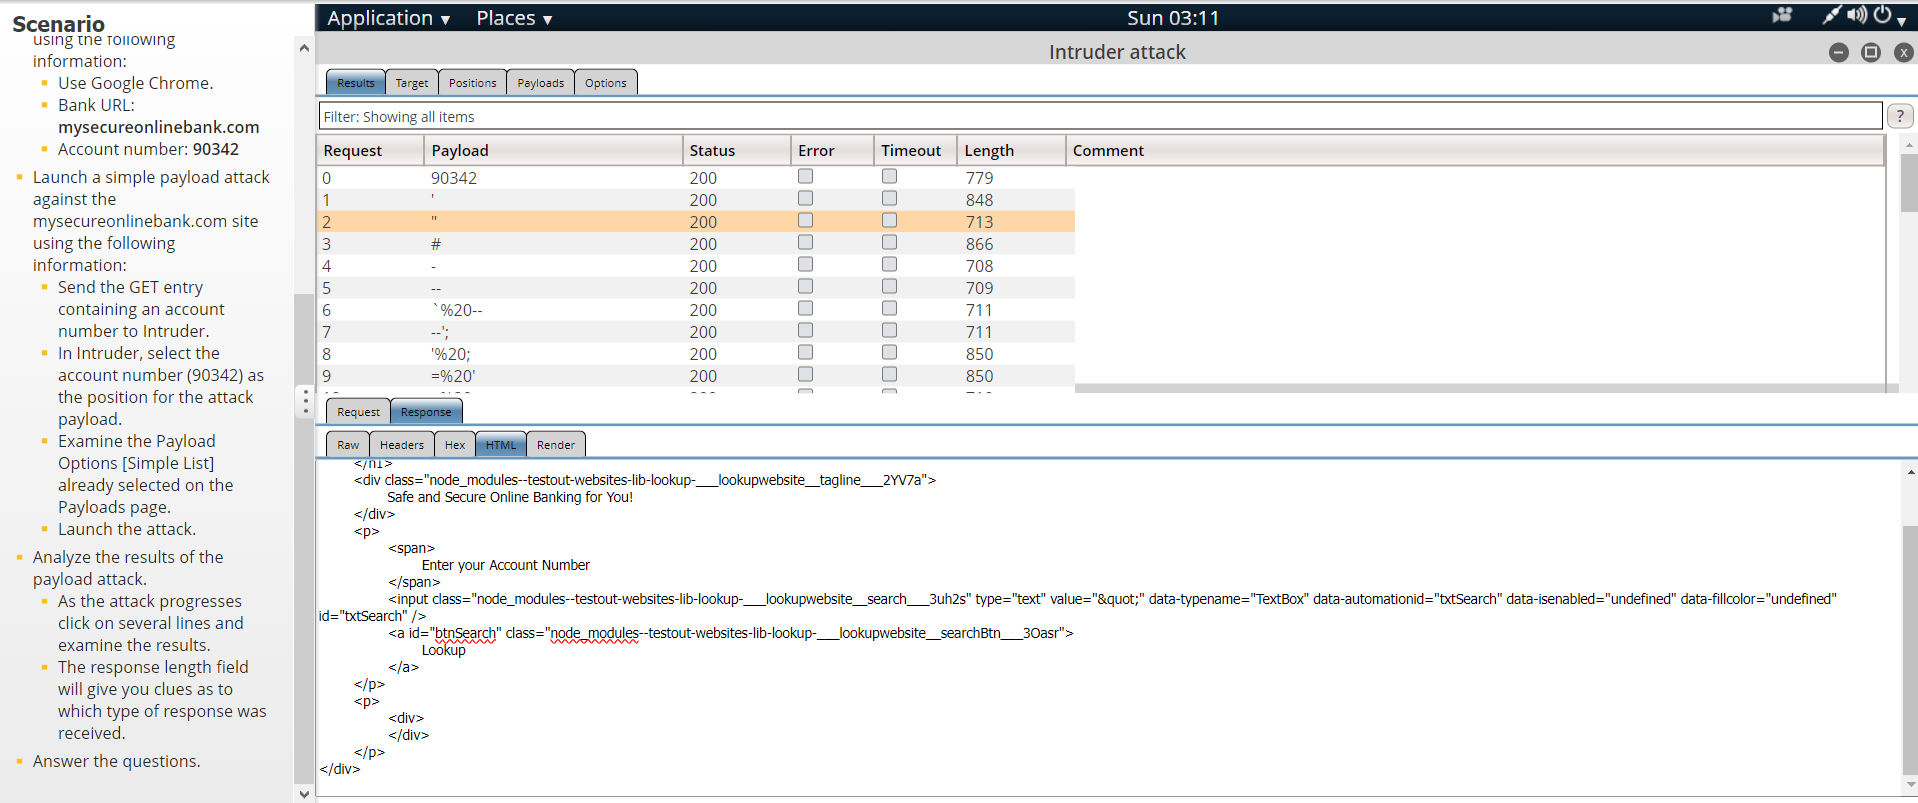 Scenario
using the following
information:
Use Google Chrome.
Bank URL:
mysecureonlinebank.com
Account number: 90342
Launch a simple payload attack
against the
mysecureonlinebank.com site
using the following
information:
Send the GET entry
containing an account
number to Intruder.
In Intruder, select the
account number (90342) as
the position for the attack
payload.
Examine the Payload
Options [Simple List]
already selected on the
Payloads page.
Launch the attack.
Analyze the results of the
payload attack.
As the attack progresses
click on several lines and
examine the results.
The response length field
will give you clues as to
which type of response was
received.
Answer the questions.
Application ▼ Places ▼ Sun 03:11
Intruder attack
Results Target Positions Payloads Options
Filter: Showing all items ?
Request Payload Status Error Timeout Length Comment
0 90342 200 779
1 ' 200 848
2 " 200 713
3 # 200 866
4 - 200 708
5 -- 200 709
6 `%20-- 200 711
7 --'; 200 711
8 '%20; 200 850
9 =%20' 200 850
Request Response
Raw Headers Hex HTML Render
</h1>
<div class="node_modules--testout-websites-lib-lookup-___lookupwebsite__tagline___2YV7a">
Safe and Secure Online Banking for You!
</div>
<p>
<span>
Enter your Account Number
</span>
<input class="node_modules--testout-websites-lib-lookup-___lookupwebsite__search___3uh2s" type="text" value="&quot;" data-typename="TextBox" data-automationid="txtSearch" data-isenabled="undefined" data-fillcolor="undefined"
id="txtSearch" />
<a id="btnSearch" class="node_modules--testout-websites-lib-lookup-___lookupwebsite__searchBtn___3Oasr">
Lookup
</a>
</p>
<p>
<div>
</div>
</p>
</div>